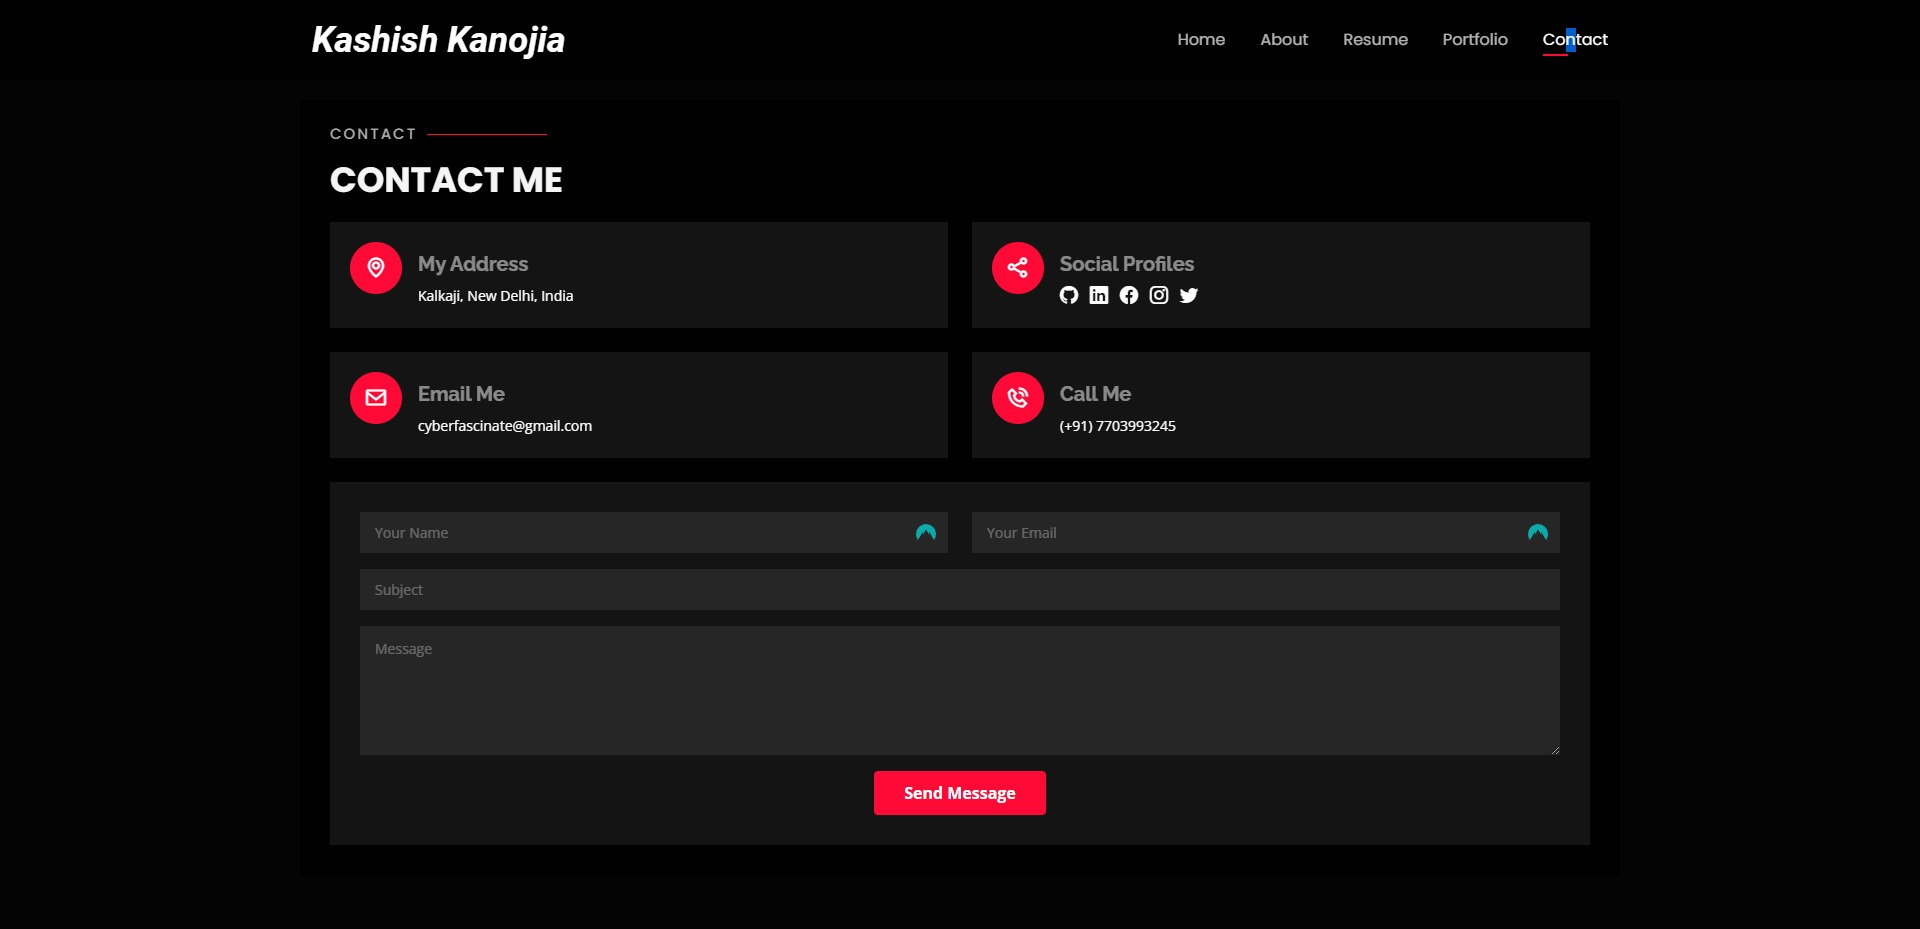 Kashish Kanojia
Home About Resume Portfolio Contact
CONTACT
CONTACT ME
My Address
Kalkaji, New Delhi, India
Social Profiles
Email Me
cyberfascinate@gmail.com
Call Me
(+91) 7703993245
Your Name
Your Email
Subject
Message
Send Message